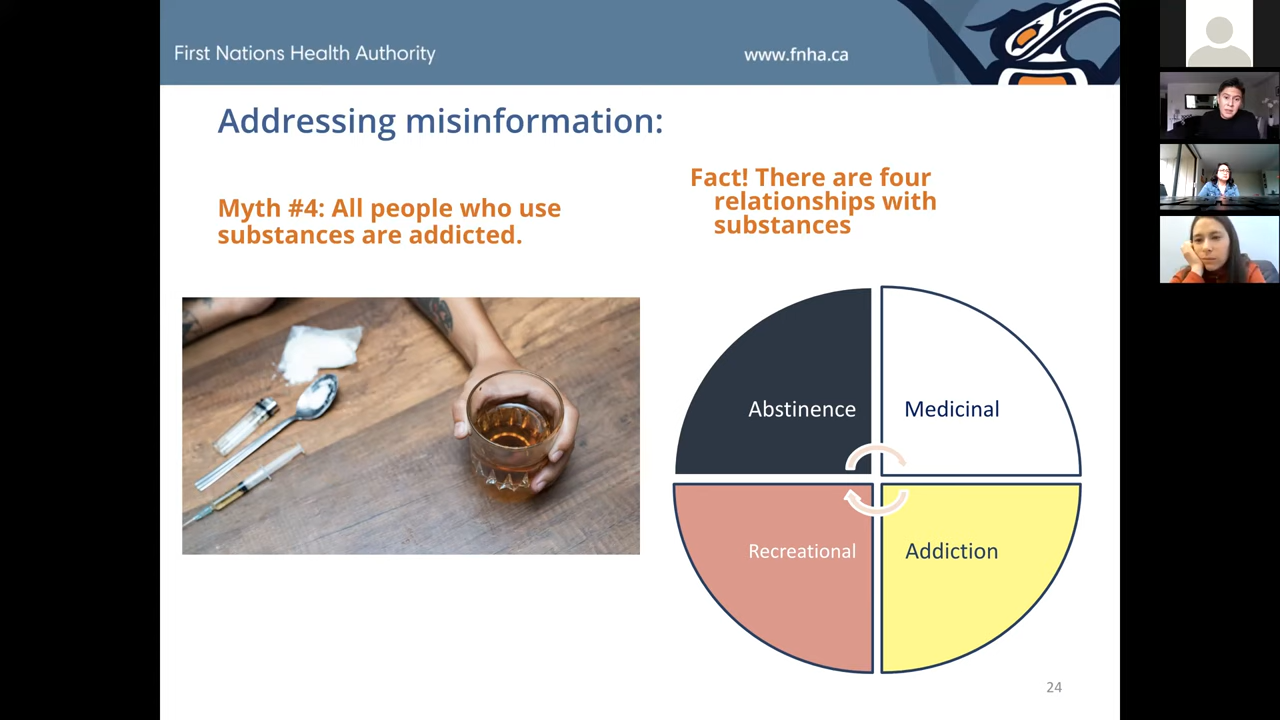 First Nations Health Authority
www.fnha.ca
Addressing misinformation:
Myth #4: All people who use
substances are addicted.
Fact! There are four
relationships with
substances
Abstinence
Medicinal
Recreational
Addiction
24